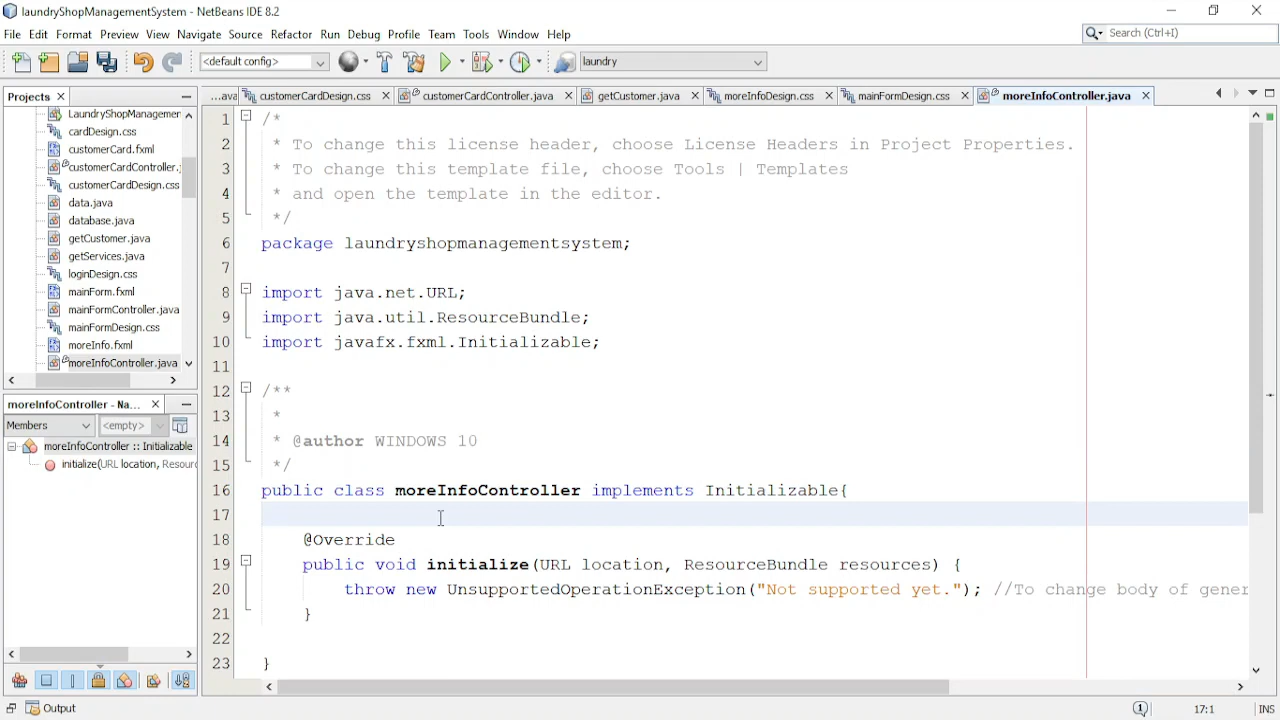 laundryShopManagementSystem - NetBeans IDE 8.2
File Edit Format Preview View Navigate Source Refactor Run Debug Profile Team Tools Window Help
Search (Ctrl+I)
<default config>
laundry
Projects
...ava customerCardDesign.css customerCardController.java getCustomer.java moreInfoDesign.css mainFormDesign.css moreInfoController.java
LaundryShopManagemen
cardDesign.css
customerCard.fxml
customerCardController.
customerCardDesign.css
data.java
database.java
getCustomer.java
getServices.java
loginDesign.css
mainForm.fxml
mainFormController.java
mainFormDesign.css
moreInfo.fxml
moreInfoController.java
moreInfoController - Na...
Members <empty>
moreInfoController :: Initializable
initialize(URL location, Resour
1 /*
2 * To change this license header, choose License Headers in Project Properties.
3 * To change this template file, choose Tools | Templates
4 * and open the template in the editor.
5 */
6 package laundryshopmanagementsystem;
7
8 import java.net.URL;
9 import java.util.ResourceBundle;
10 import javafx.fxml.Initializable;
11
12 /**
13 *
14 * @author WINDOWS 10
15 */
16 public class moreInfoController implements Initializable{
17
18 @Override
19 public void initialize(URL location, ResourceBundle resources) {
20 throw new UnsupportedOperationException("Not supported yet."); //To change body of gener
21 }
22
23 }
Output
1
17:1
INS